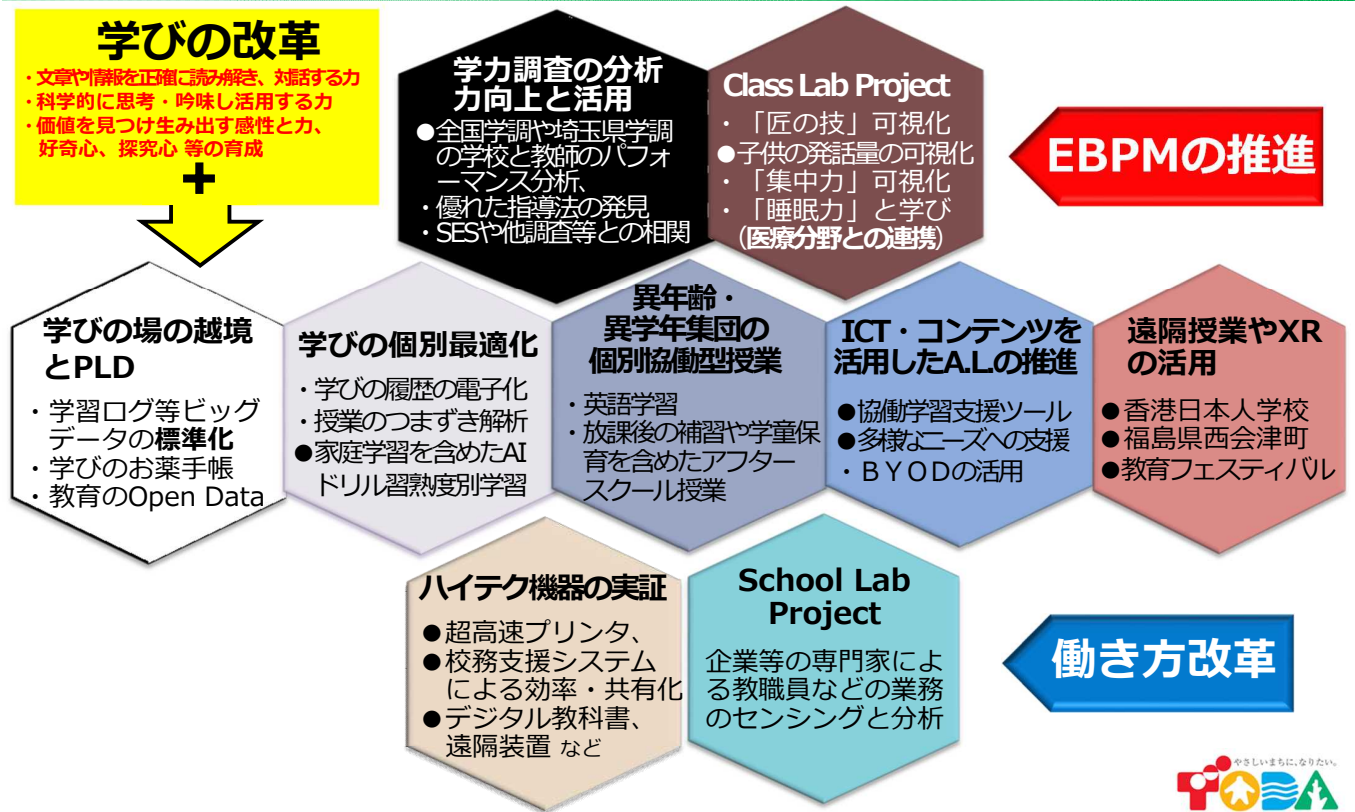 学びの改革
・文章や情報を正確に読み解き、対話する力
・科学的に思考・吟味し活用する力
・価値を見つけ生み出す感性と力、
好奇心、探究心 等の育成
+
学力調査の分析
力向上と活用
●全国学調や埼玉県学調
の学校と教師のパフォ
ーマンス分析、
・優れた指導法の発見
・SESや他調査等との相関
Class Lab Project
・「匠の技」可視化
●子供の発話量の可視化
・「集中力」可視化
・「睡眠力」と学び
(医療分野との連携)
EBPMの推進
学びの場の越境
とPLD
・学習ログ等ビッグ
データの標準化
・学びのお薬手帳
・教育のOpen Data
学びの個別最適化
・学びの履歴の電子化
・授業のつまずき解析
●家庭学習を含めたAI
ドリル習熟度別学習
異年齢・
異学年集団の
個別協働型授業
・英語学習
・放課後の補習や学童保
育を含めたアフター
スクール授業
ICT・コンテンツを
活用したA.L.の推進
●協働学習支援ツール
●多様なニーズへの支援
・ＢＹＯＤの活用
遠隔授業やXR
の活用
●香港日本人学校
●福島県西会津町
●教育フェスティバル
ハイテク機器の実証
●超高速プリンタ、
●校務支援システム
による効率・共有化
●デジタル教科書、
遠隔装置 など
School Lab
Project
企業等の専門家によ
る教職員などの業務
のセンシングと分析
働き方改革
やさしいまちに、なりたい。
TODA